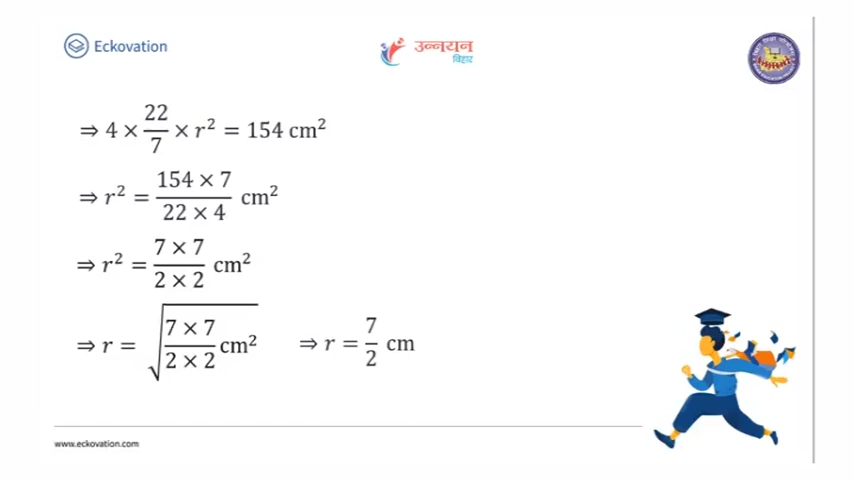 Eckovation
उन्नयन
बिहार
⇒ 4 × 22/7 × r² = 154 cm²
⇒ r² = (154 × 7)/(22 × 4) cm²
⇒ r² = (7 × 7)/(2 × 2) cm²
⇒ r = √((7 × 7)/(2 × 2) cm²) ⇒ r = 7/2 cm
www.eckovation.com